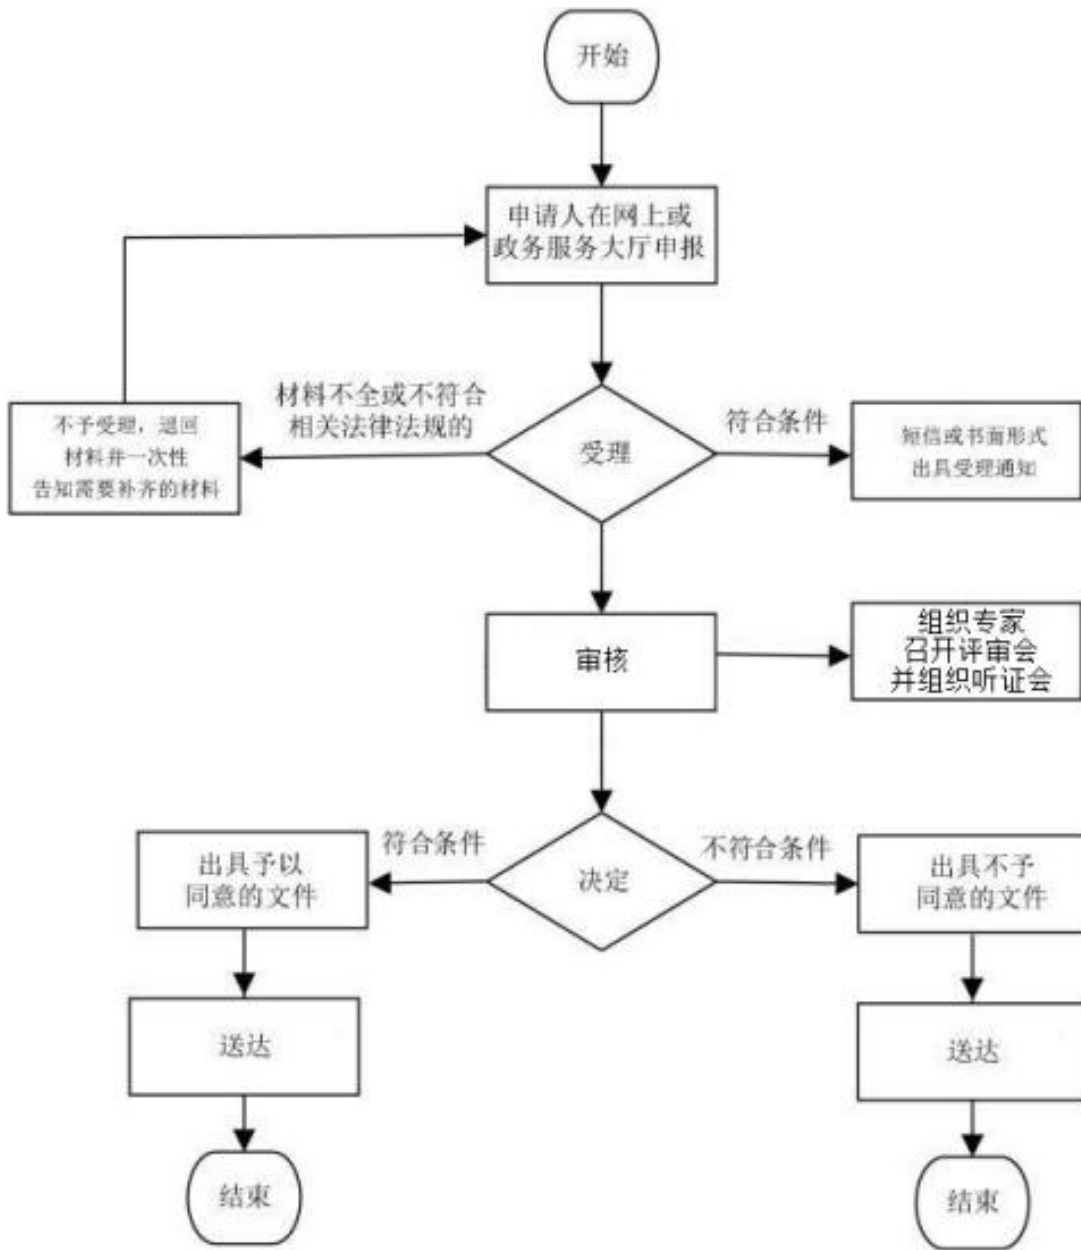 开始
申请人在网上或
政务服务大厅申报
材料不全或不符合
相关法律法规的
不予受理，退回
材料并一次性
告知需要补齐的材料
受理
符合条件
短信或书面形式
出具受理通知
审核
组织专家
召开评审会
并组织听证会
符合条件
决定
不符合条件
出具予以
同意的文件
出具不予
同意的文件
送达
送达
结束
结束